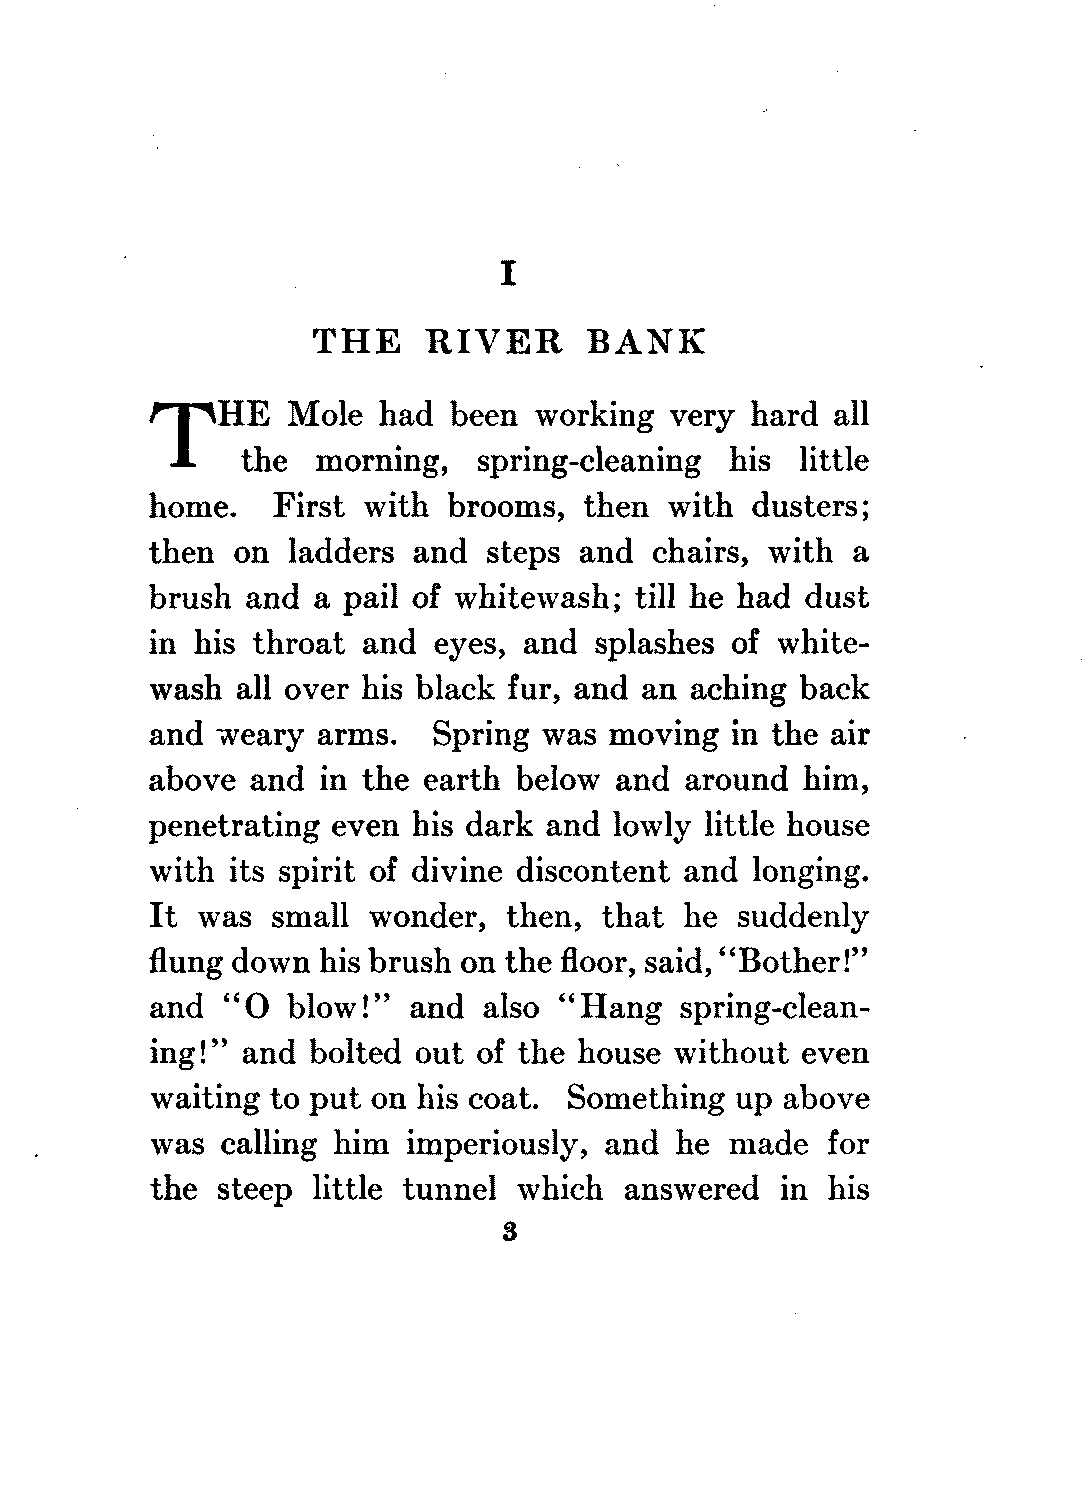 I
THE RIVER BANK
THE Mole had been working very hard all
the morning, spring-cleaning his little
home. First with brooms, then with dusters;
then on ladders and steps and chairs, with a
brush and a pail of whitewash; till he had dust
in his throat and eyes, and splashes of white-
wash all over his black fur, and an aching back
and weary arms. Spring was moving in the air
above and in the earth below and around him,
penetrating even his dark and lowly little house
with its spirit of divine discontent and longing.
It was small wonder, then, that he suddenly
flung down his brush on the floor, said, “Bother!”
and “O blow!” and also “Hang spring-clean-
ing!” and bolted out of the house without even
waiting to put on his coat. Something up above
was calling him imperiously, and he made for
the steep little tunnel which answered in his
3